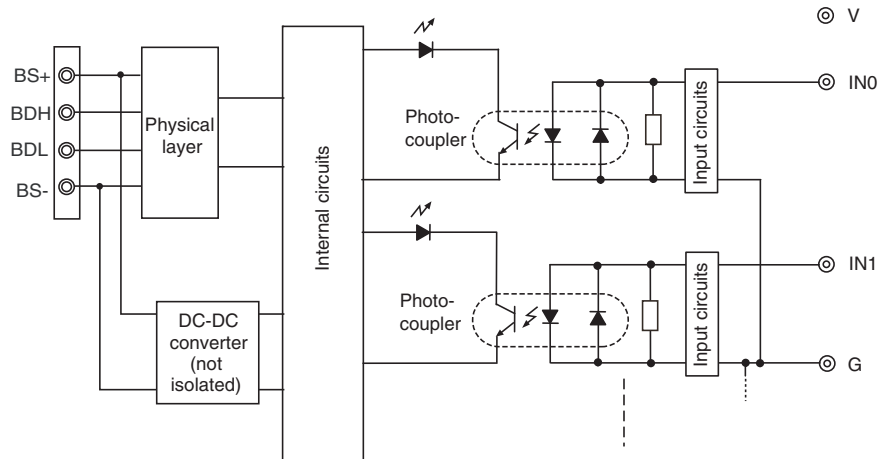 V
BS+
BDH
BDL
BS-
Physical
layer
Internal circuits
Photo-
coupler
Input circuits
IN0
DC-DC
converter
(not
isolated)
Photo-
coupler
Input circuits
IN1
G